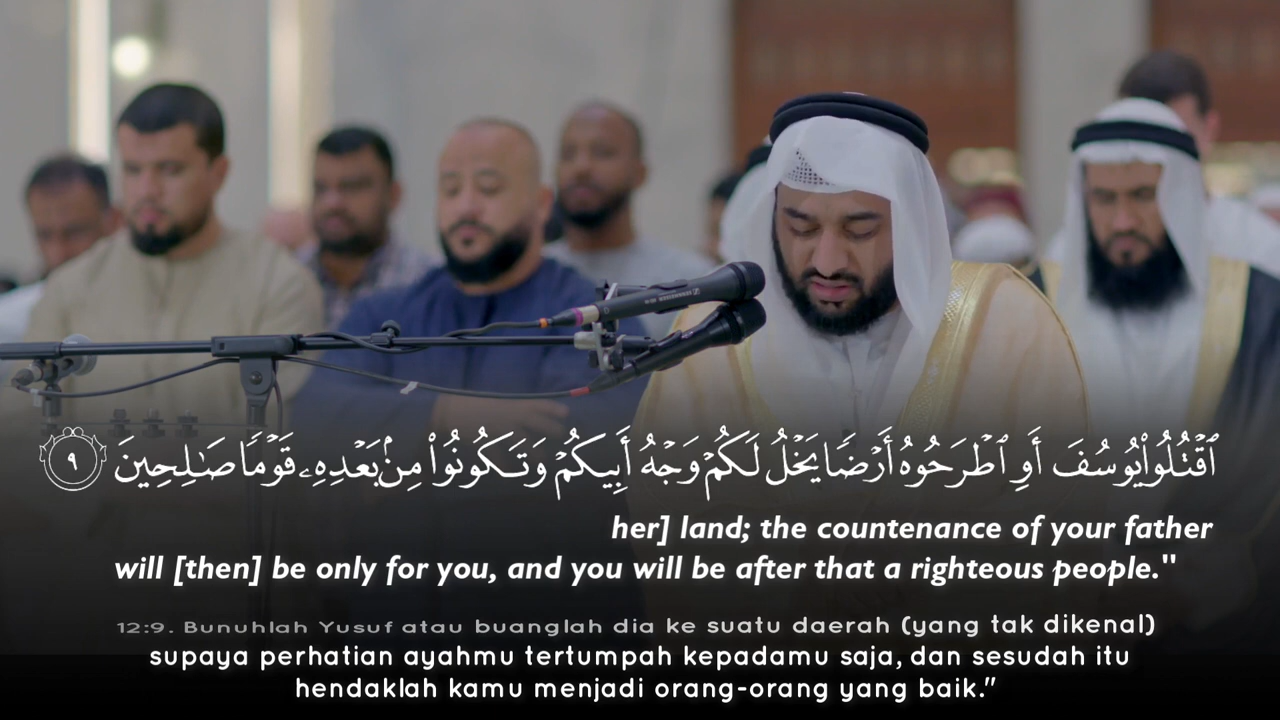 ٱقۡتُلُواْ يُوسُفَ أَوِ ٱطۡرَحُوهُ أَرۡضٗا يَخۡلُ لَكُمۡ وَجۡهُ أَبِيكُمۡ وَتَكُونُواْ مِنۢ بَعۡدِهِۦ قَوۡمٗا صَٰلِحِينَ ٩
her] land; the countenance of your father
will [then] be only for you, and you will be after that a righteous people."
12:9. Bunuhlah Yusuf atau buanglah dia ke suatu daerah (yang tak dikenal)
supaya perhatian ayahmu tertumpah kepadamu saja, dan sesudah itu
hendaklah kamu menjadi orang-orang yang baik."